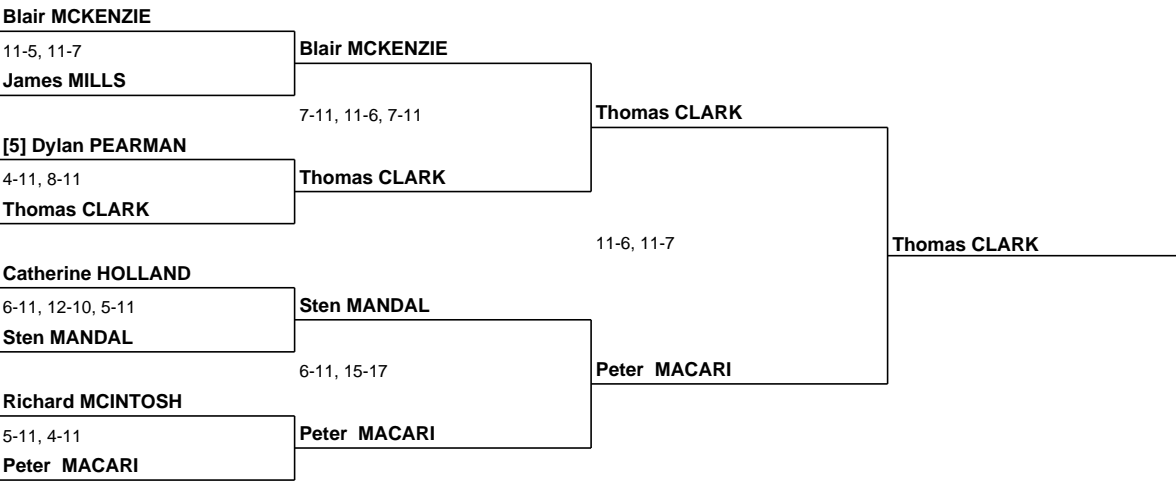 Blair MCKENZIE
11-5, 11-7
Blair MCKENZIE
James MILLS
7-11, 11-6, 7-11
Thomas CLARK
[5] Dylan PEARMAN
4-11, 8-11
Thomas CLARK
Thomas CLARK
11-6, 11-7
Thomas CLARK
Catherine HOLLAND
6-11, 12-10, 5-11
Sten MANDAL
Sten MANDAL
6-11, 15-17
Peter MACARI
Richard MCINTOSH
5-11, 4-11
Peter MACARI
Peter MACARI